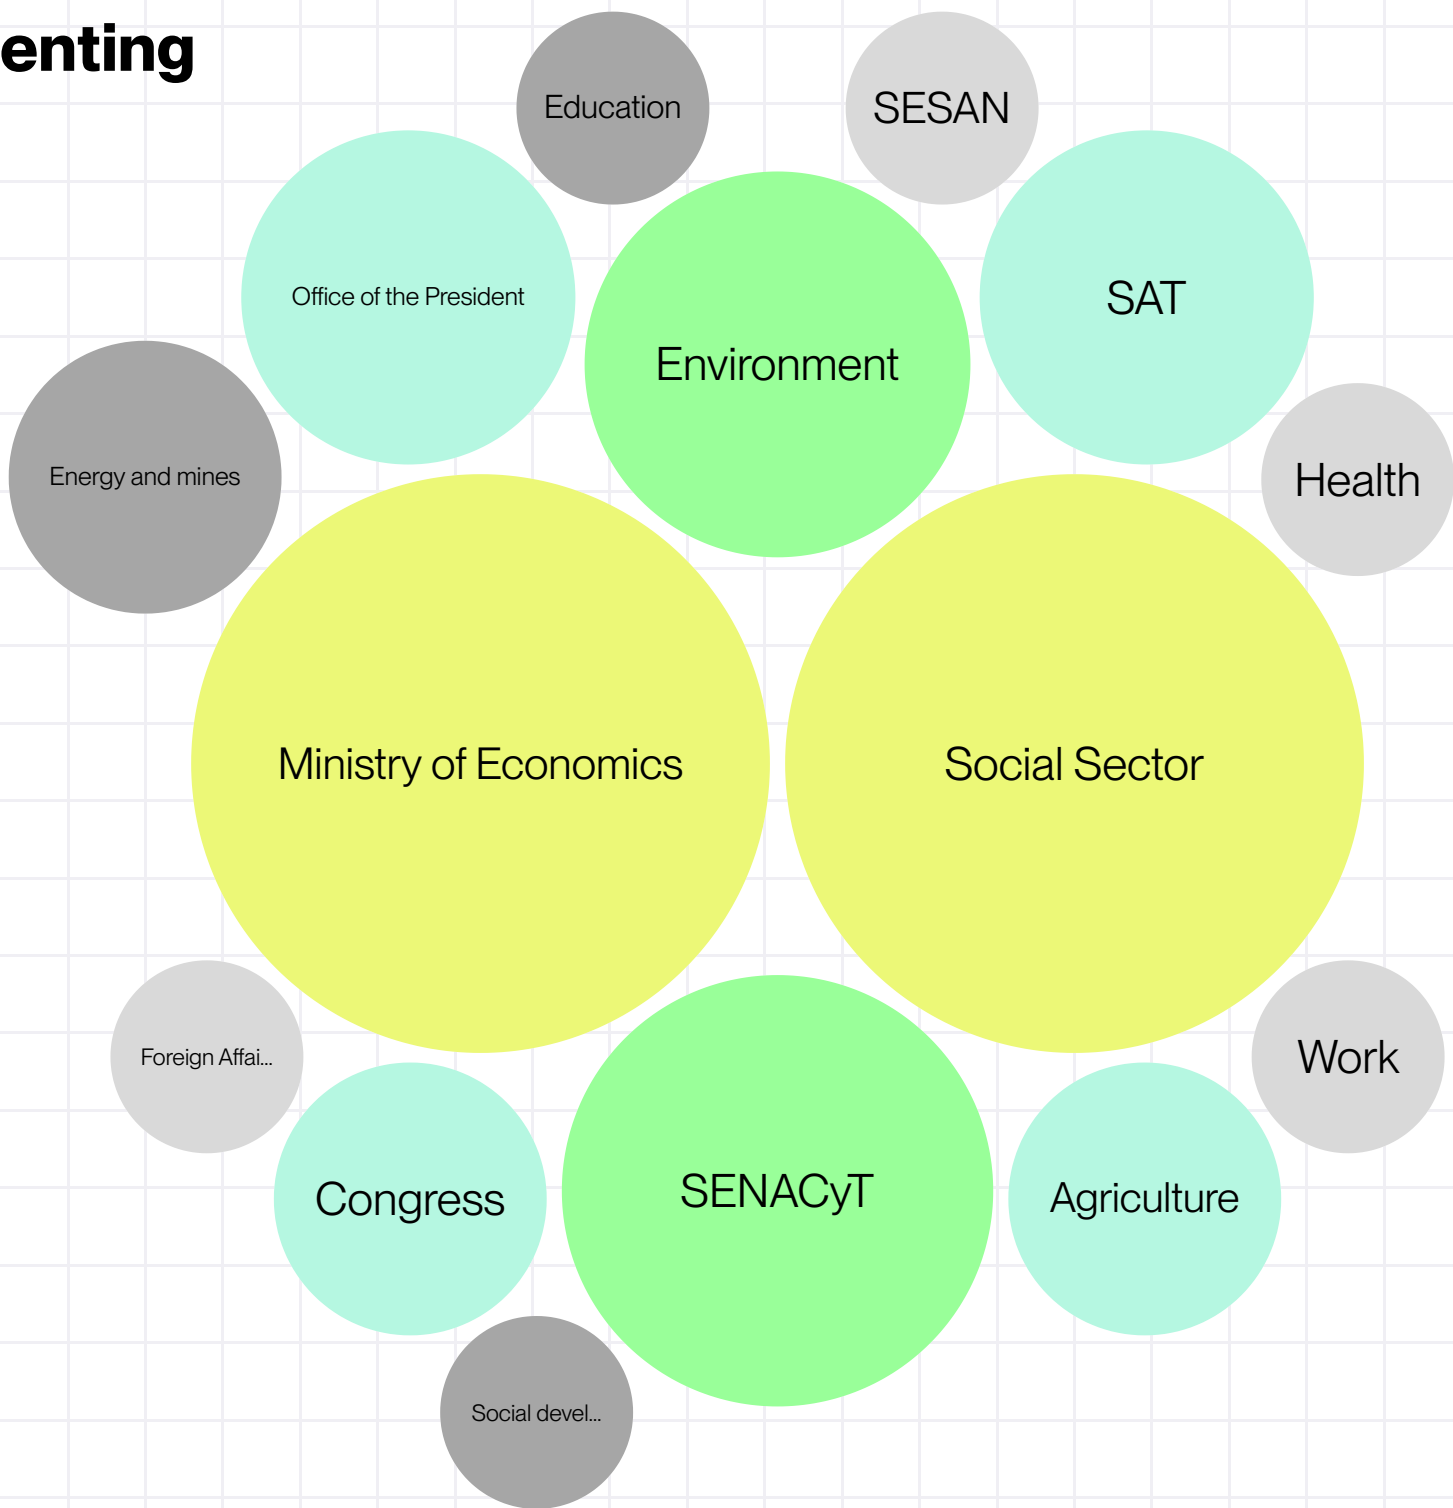 enting
Education
SESAN
Office of the President
SAT
Environment
Energy and mines
Health
Ministry of Economics
Social Sector
Foreign Affai...
Work
Congress
SENACyT
Agriculture
Social devel...